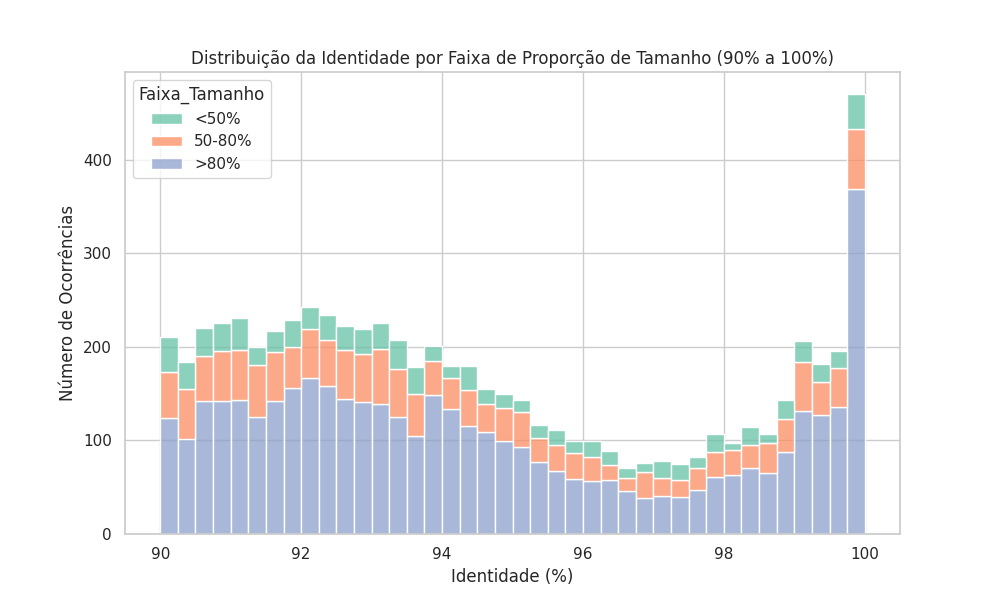 Distribuição da Identidade por Faixa de Proporção de Tamanho (90% a 100%)
Faixa_Tamanho
<50%
50-80%
>80%
Número de Ocorrências
400
300
200
100
0
90 92 94 96 98 100
Identidade (%)